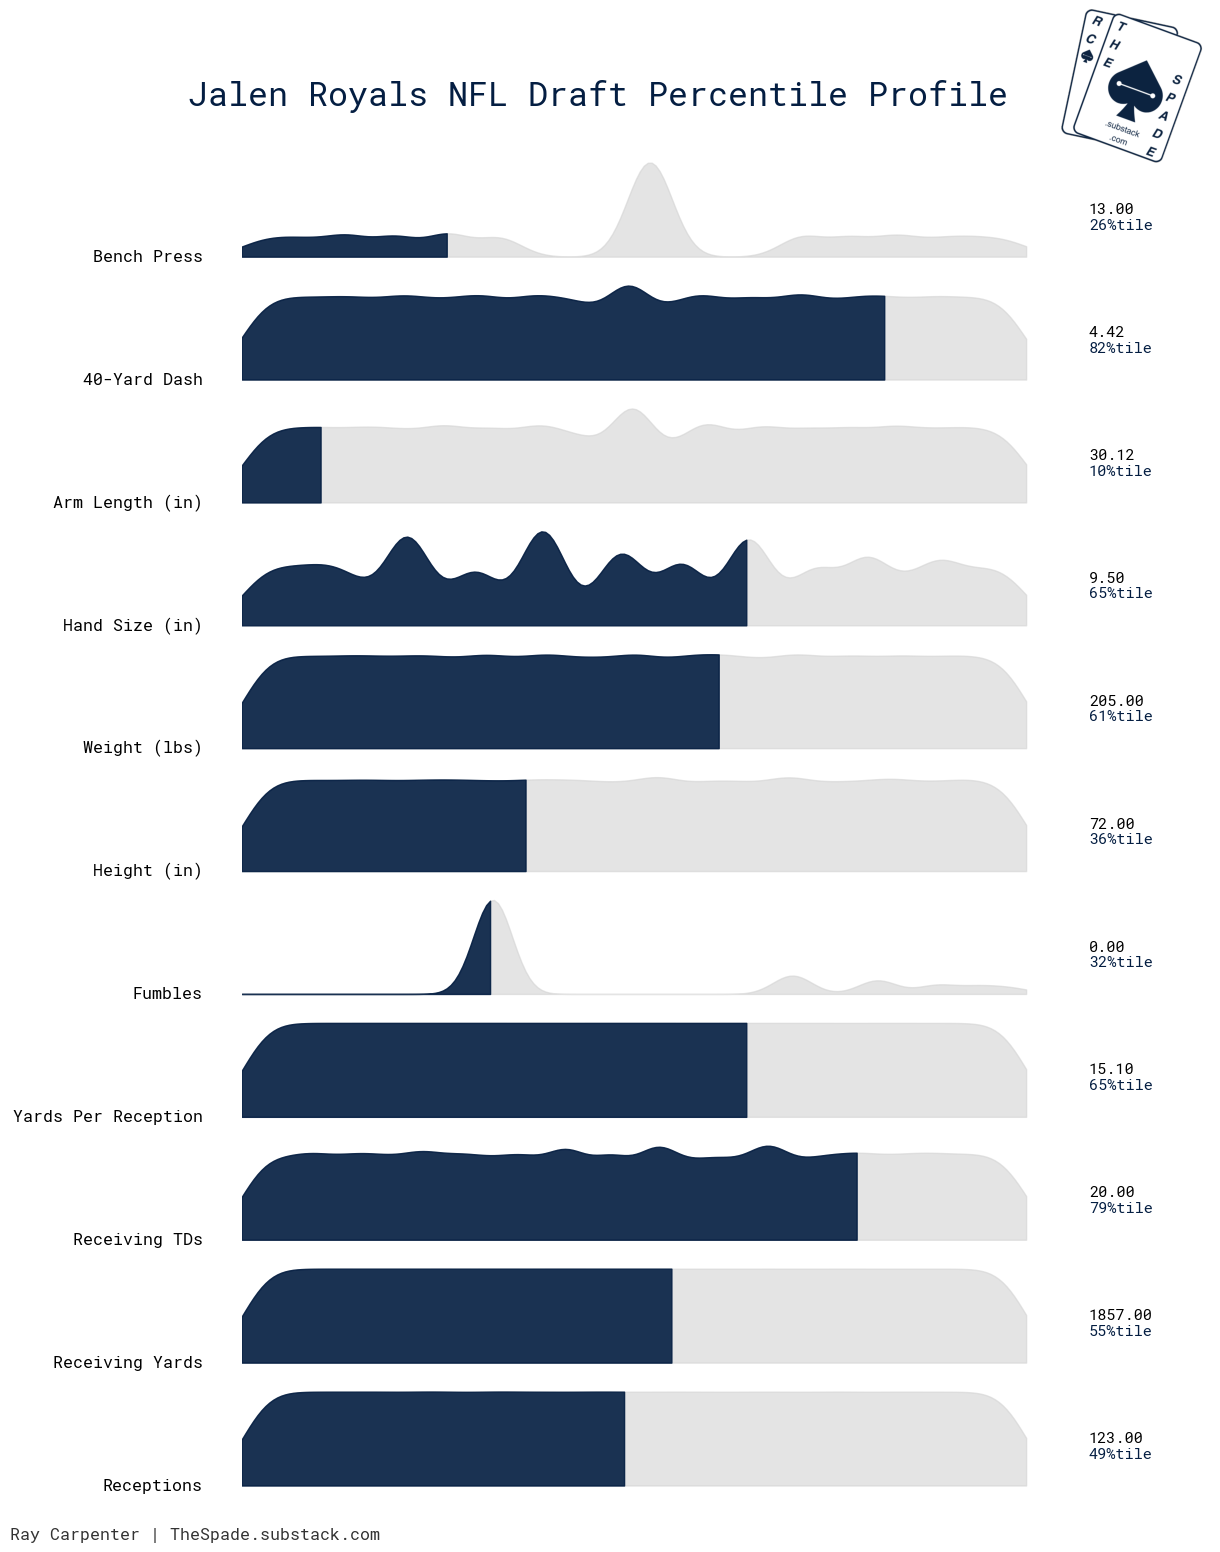 R
C
T
H
E
S
P
A
D
E
.substack
.com
Jalen Royals NFL Draft Percentile Profile
Bench Press
13.00
26%tile
40-Yard Dash
4.42
82%tile
Arm Length (in)
30.12
10%tile
Hand Size (in)
9.50
65%tile
Weight (lbs)
205.00
61%tile
Height (in)
72.00
36%tile
Fumbles
0.00
32%tile
Yards Per Reception
15.10
65%tile
Receiving TDs
20.00
79%tile
Receiving Yards
1857.00
55%tile
Receptions
123.00
49%tile
Ray Carpenter | TheSpade.substack.com